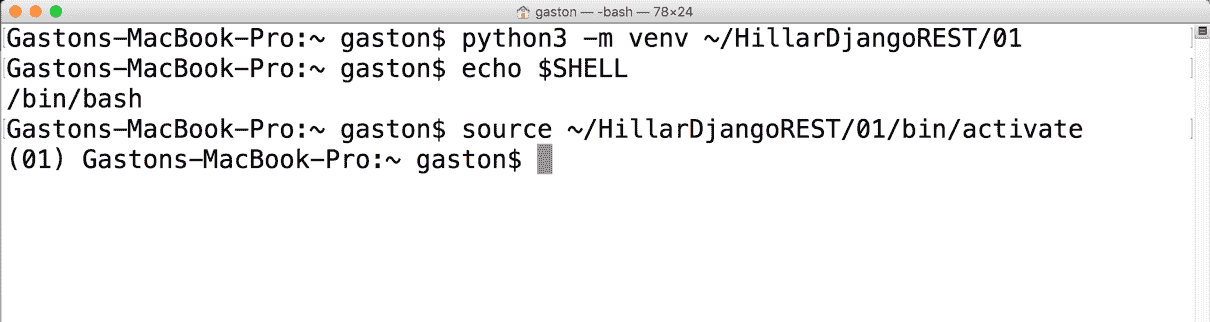 gaston — -bash — 78×24
Gastons-MacBook-Pro:~ gaston$ python3 -m venv ~/HillarDjangoREST/01
Gastons-MacBook-Pro:~ gaston$ echo $SHELL
/bin/bash
Gastons-MacBook-Pro:~ gaston$ source ~/HillarDjangoREST/01/bin/activate
(01) Gastons-MacBook-Pro:~ gaston$